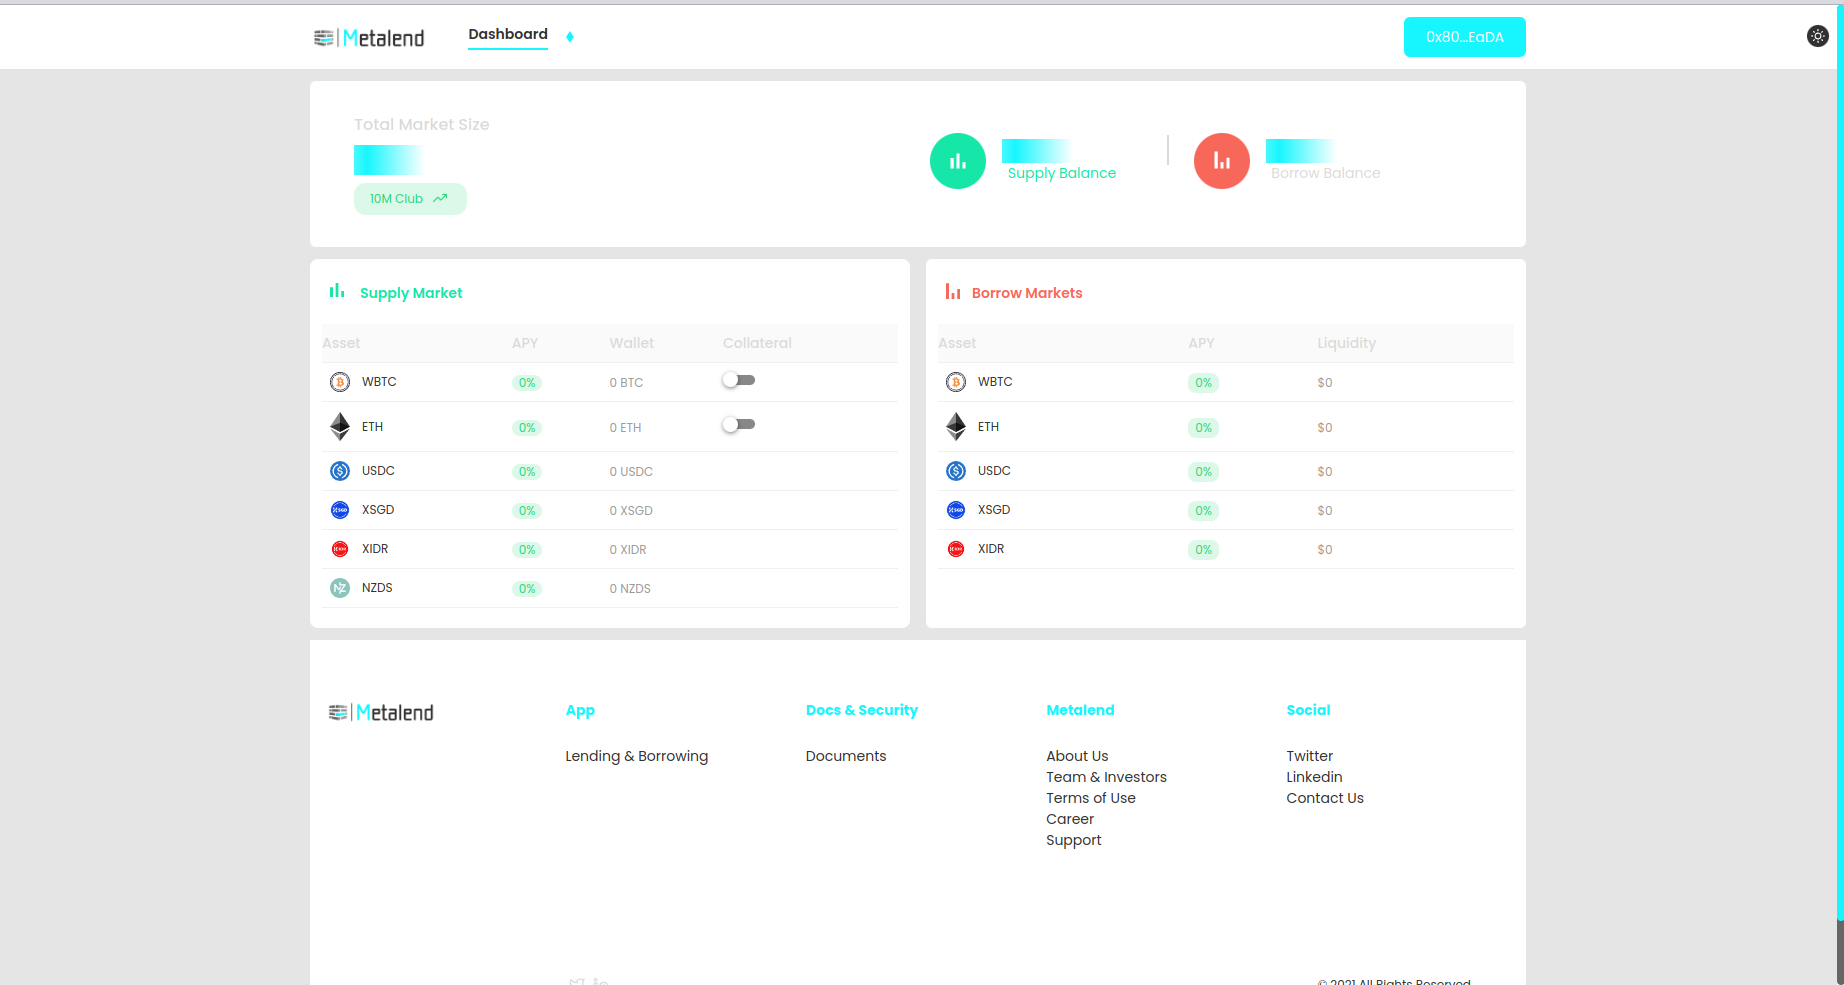 Metalend
Dashboard
0x80...EaDA
Total Market Size
10M Club
Supply Balance
Borrow Balance
Supply Market
Asset APY Wallet Collateral
WBTC 0% 0 BTC
ETH 0% 0 ETH
USDC 0% 0 USDC
XSGD 0% 0 XSGD
XIDR 0% 0 XIDR
NZDS 0% 0 NZDS
Borrow Markets
Asset APY Liquidity
WBTC 0% $0
ETH 0% $0
USDC 0% $0
XSGD 0% $0
XIDR 0% $0
Metalend
App
Lending & Borrowing
Docs & Security
Documents
Metalend
About Us
Team & Investors
Terms of Use
Career
Support
Social
Twitter
Linkedin
Contact Us
© 2021 All Rights Reserved